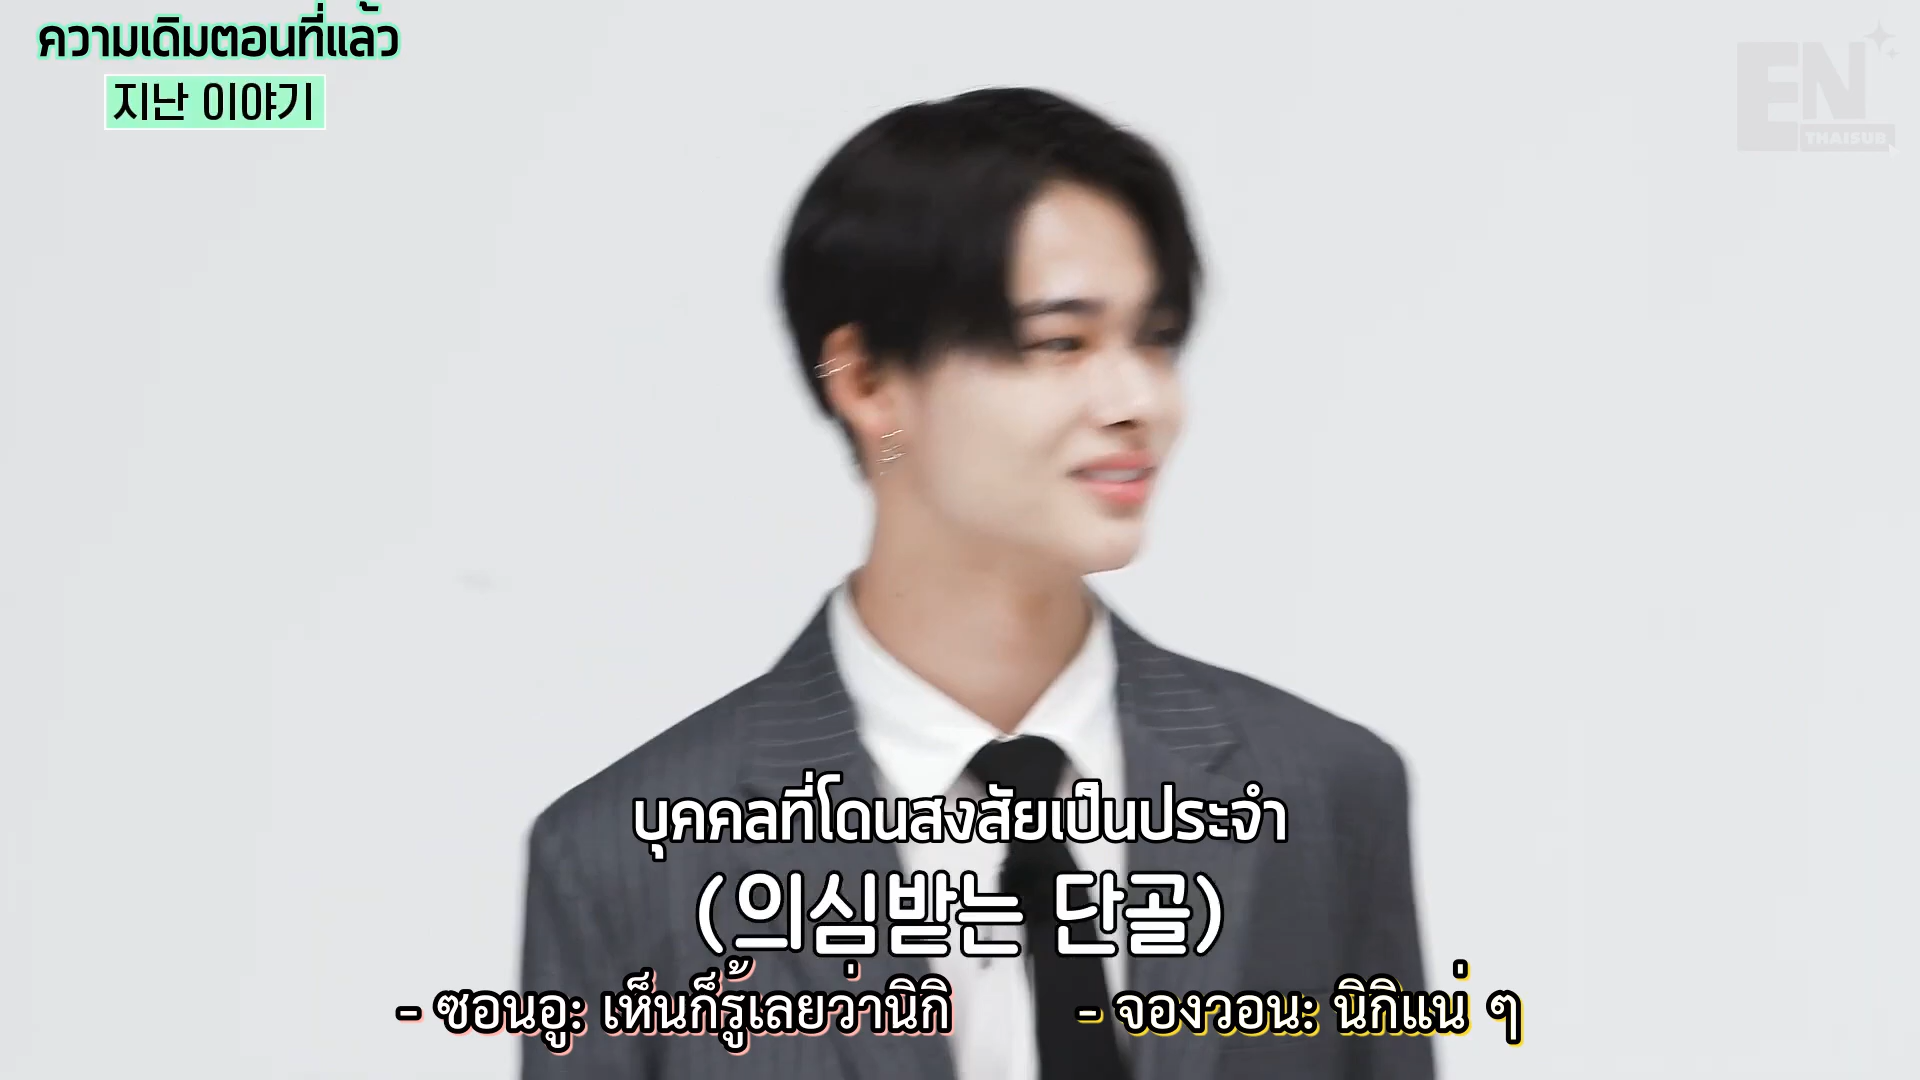 ความเดิมตอนที่แล้ว
지난 이야기
EN
THAISUB
บุคคลที่โดนสงสัยเป็นประจำ
(의심받는 단골)
- ซอนอู: เห็นก็รู้เลยว่านิกิ - จองวอน: นิกิแน่ ๆ